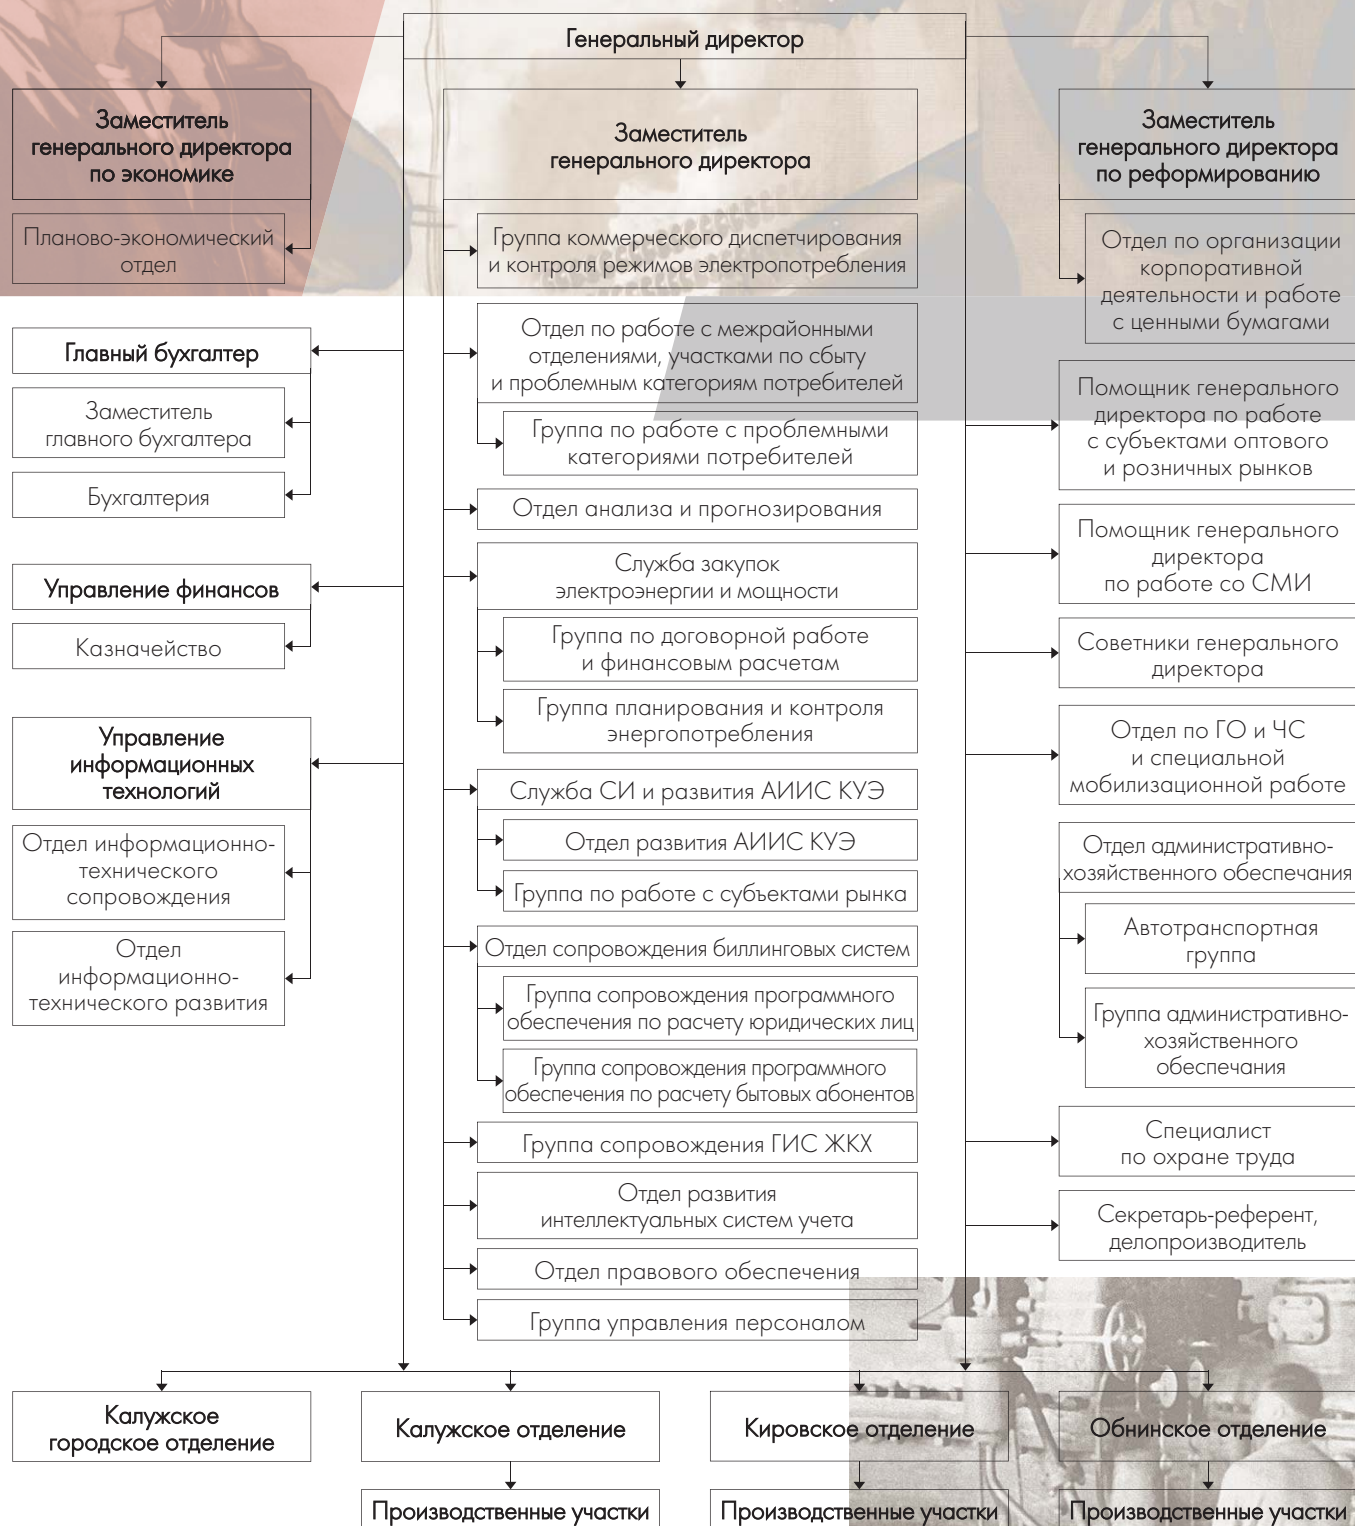 Генеральный директор
Заместитель
генерального директора
по экономике
Планово-экономический
отдел
Главный бухгалтер
Заместитель
главного бухгалтера
Бухгалтерия
Управление финансов
Казначейство
Управление
информационных
технологий
Отдел информационно-
технического
сопровождения
Отдел
информационно-
технического развития
Заместитель
генерального директора
Группа коммерческого диспетчирования
и контроля режимов электропотребления
Отдел по работе с межрайонными
отделениями, участками по сбыту
и проблемным категориям потребителей
Группа по работе с проблемными
категориями потребителей
Отдел анализа и прогнозирования
Служба закупок
электроэнергии и мощности
Группа по договорной работе
и финансовым расчетам
Группа планирования и контроля
энергопотребления
Служба СИ и развития АИИС КУЭ
Отдел развития АИИС КУЭ
Группа по работе с субъектами рынка
Отдел сопровождения биллинговых систем
Группа сопровождения программного
обеспечения по расчету юридических лиц
Группа сопровождения программного
обеспечения по расчету бытовых абонентов
Группа сопровождения ГИС ЖКХ
Отдел развития
интеллектуальных систем учета
Отдел правового обеспечения
Группа управления персоналом
Заместитель
генерального директора
по реформированию
Отдел по организации
корпоративной
деятельности и работе
с ценными бумагами
Помощник генерального
директора по работе
с субъектами оптового
и розничных рынков
Помощник генерального
директора
по работе со СМИ
Советники генерального
директора
Отдел по ГО и ЧС
и специальной
мобилизационной работе
Отдел административно-
хозяйственного обеспечания
Автотранспортная
группа
Группа административно-
хозяйственного
обеспечания
Специалист
по охране труда
Секретарь-референт,
делопроизводитель
Калужское
городское отделение
Калужское отделение
Кировское отделение
Обнинское отделение
Производственные участки
Производственные участки
Производственные участки